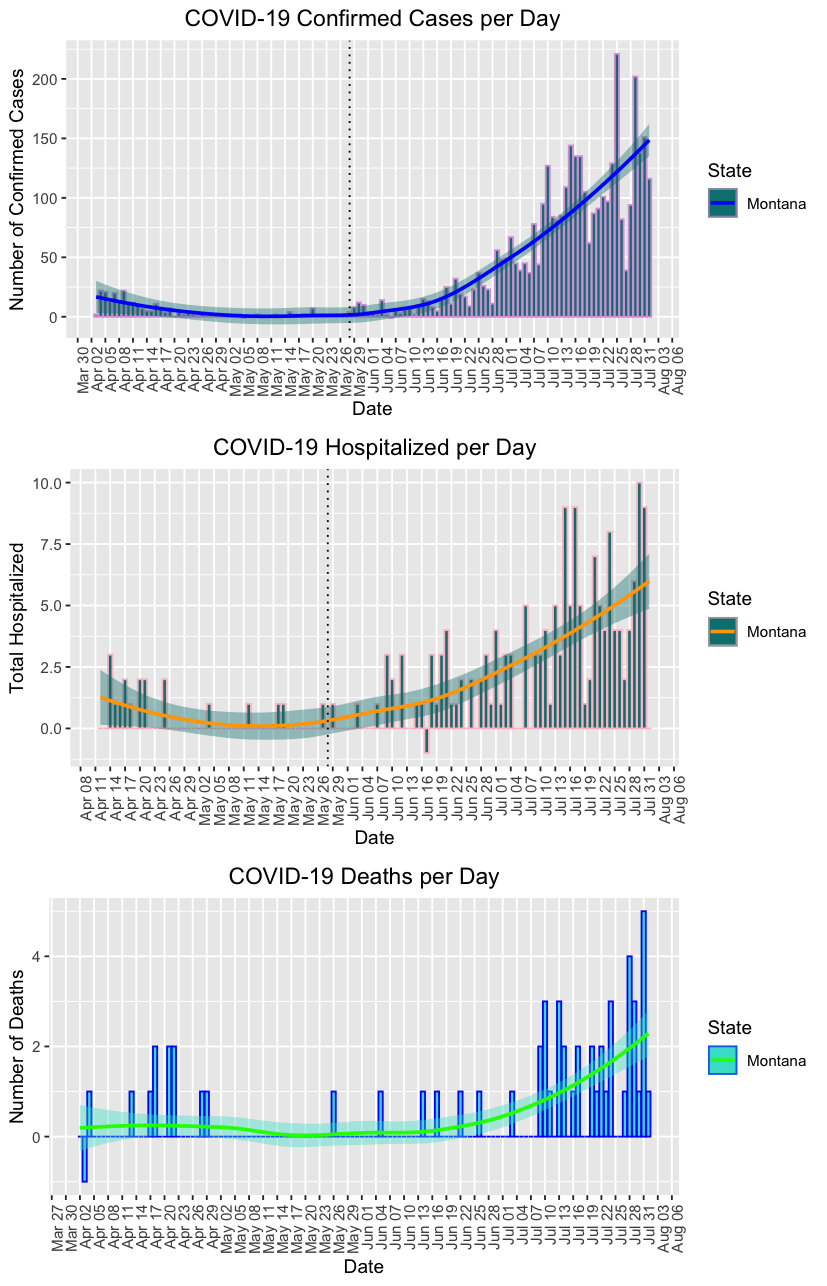 COVID-19 Confirmed Cases per Day
Number of Confirmed Cases
200
150
100
50
0
Mar 30
Apr 02
Apr 05
Apr 08
Apr 11
Apr 14
Apr 17
Apr 20
Apr 23
Apr 26
Apr 29
May 02
May 05
May 08
May 11
May 14
May 17
May 20
May 23
May 26
May 29
Jun 01
Jun 04
Jun 07
Jun 10
Jun 13
Jun 16
Jun 19
Jun 22
Jun 25
Jun 28
Jul 01
Jul 04
Jul 07
Jul 10
Jul 13
Jul 16
Jul 19
Jul 22
Jul 25
Jul 28
Jul 31
Aug 03
Aug 06
Date
State
Montana
COVID-19 Hospitalized per Day
Total Hospitalized
10.0
7.5
5.0
2.5
0.0
Apr 08
Apr 11
Apr 14
Apr 17
Apr 20
Apr 23
Apr 26
Apr 29
May 02
May 05
May 08
May 11
May 14
May 17
May 20
May 23
May 26
May 29
Jun 01
Jun 04
Jun 07
Jun 10
Jun 13
Jun 16
Jun 19
Jun 22
Jun 25
Jun 28
Jul 01
Jul 04
Jul 07
Jul 10
Jul 13
Jul 16
Jul 19
Jul 22
Jul 25
Jul 28
Jul 31
Aug 03
Aug 06
Date
State
Montana
COVID-19 Deaths per Day
Number of Deaths
4
2
0
Mar 27
Mar 30
Apr 02
Apr 05
Apr 08
Apr 11
Apr 14
Apr 17
Apr 20
Apr 23
Apr 26
Apr 29
May 02
May 05
May 08
May 11
May 14
May 17
May 20
May 23
May 26
May 29
Jun 01
Jun 04
Jun 07
Jun 10
Jun 13
Jun 16
Jun 19
Jun 22
Jun 25
Jun 28
Jul 01
Jul 04
Jul 07
Jul 10
Jul 13
Jul 16
Jul 19
Jul 22
Jul 25
Jul 28
Jul 31
Aug 03
Aug 06
Date
State
Montana